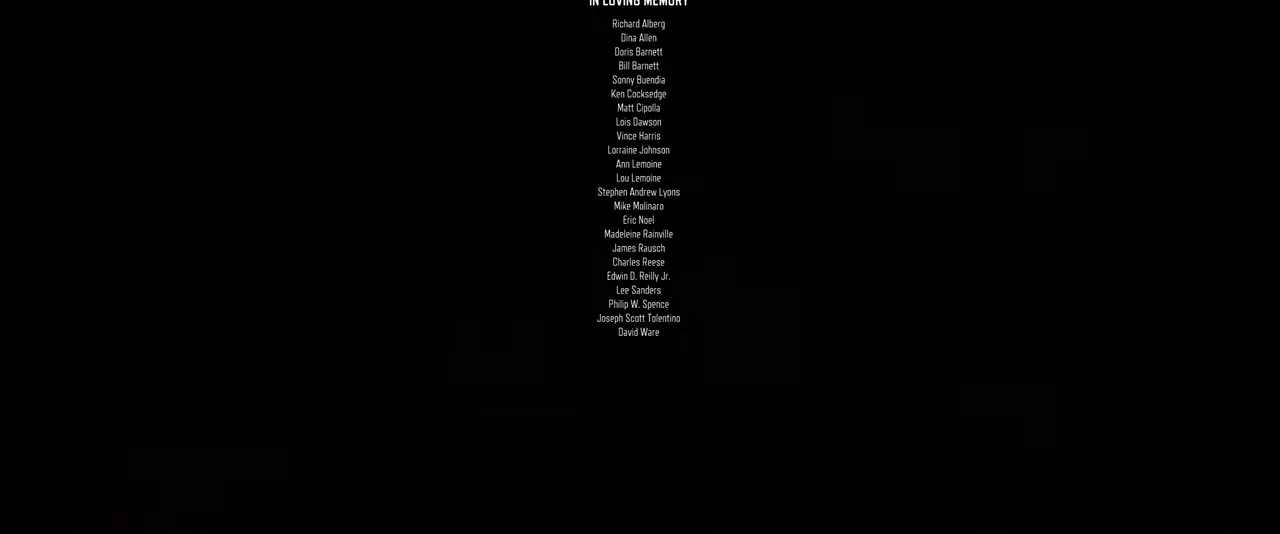 IN LOVING MEMORY
Richard Alberg
Dina Allen
Doris Barnett
Bill Barnett
Sonny Buendia
Ken Cocksedge
Matt Cipolla
Lois Dawson
Vince Harris
Lorraine Johnson
Ann Lemoine
Lou Lemoine
Stephen Andrew Lyons
Mike Molinaro
Eric Noel
Madeleine Rainville
James Rausch
Charles Reese
Edwin D. Reilly Jr.
Lee Sanders
Philip W. Spence
Joseph Scott Tolentino
David Ware